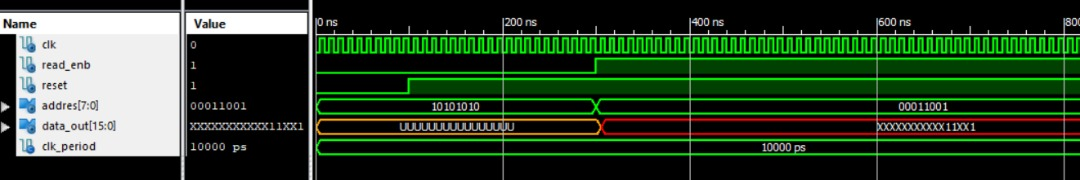 Name Value 0 ns 200 ns 400 ns 600 ns 800
clk 0
read_enb 1
reset 1
addres[7:0] 00011001 10101010 00011001
data_out[15:0] XXXXXXXXXXX11XX1 UUUUUUUUUUUUUUUU XXXXXXXXXXX11XX1
clk_period 10000 ps 10000 ps